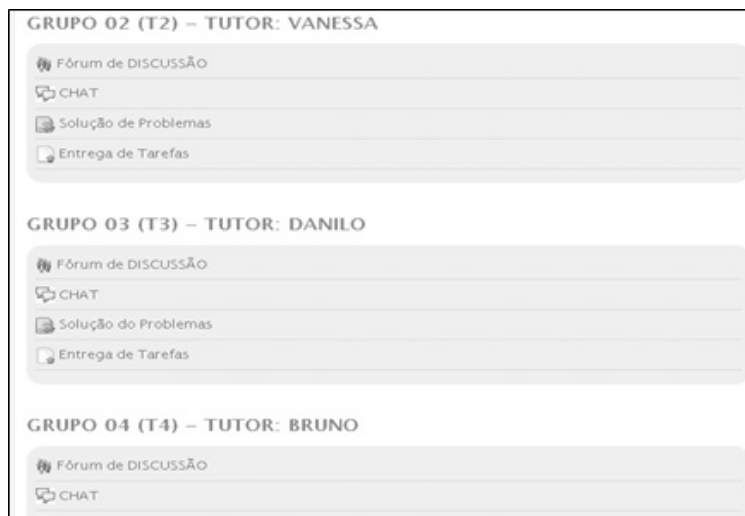 GRUPO 02 (T2) – TUTOR: VANESSA
Fórum de DISCUSSÃO
CHAT
Solução de Problemas
Entrega de Tarefas
GRUPO 03 (T3) – TUTOR: DANILO
Fórum de DISCUSSÃO
CHAT
Solução do Problemas
Entrega de Tarefas
GRUPO 04 (T4) – TUTOR: BRUNO
Fórum de DISCUSSÃO
CHAT